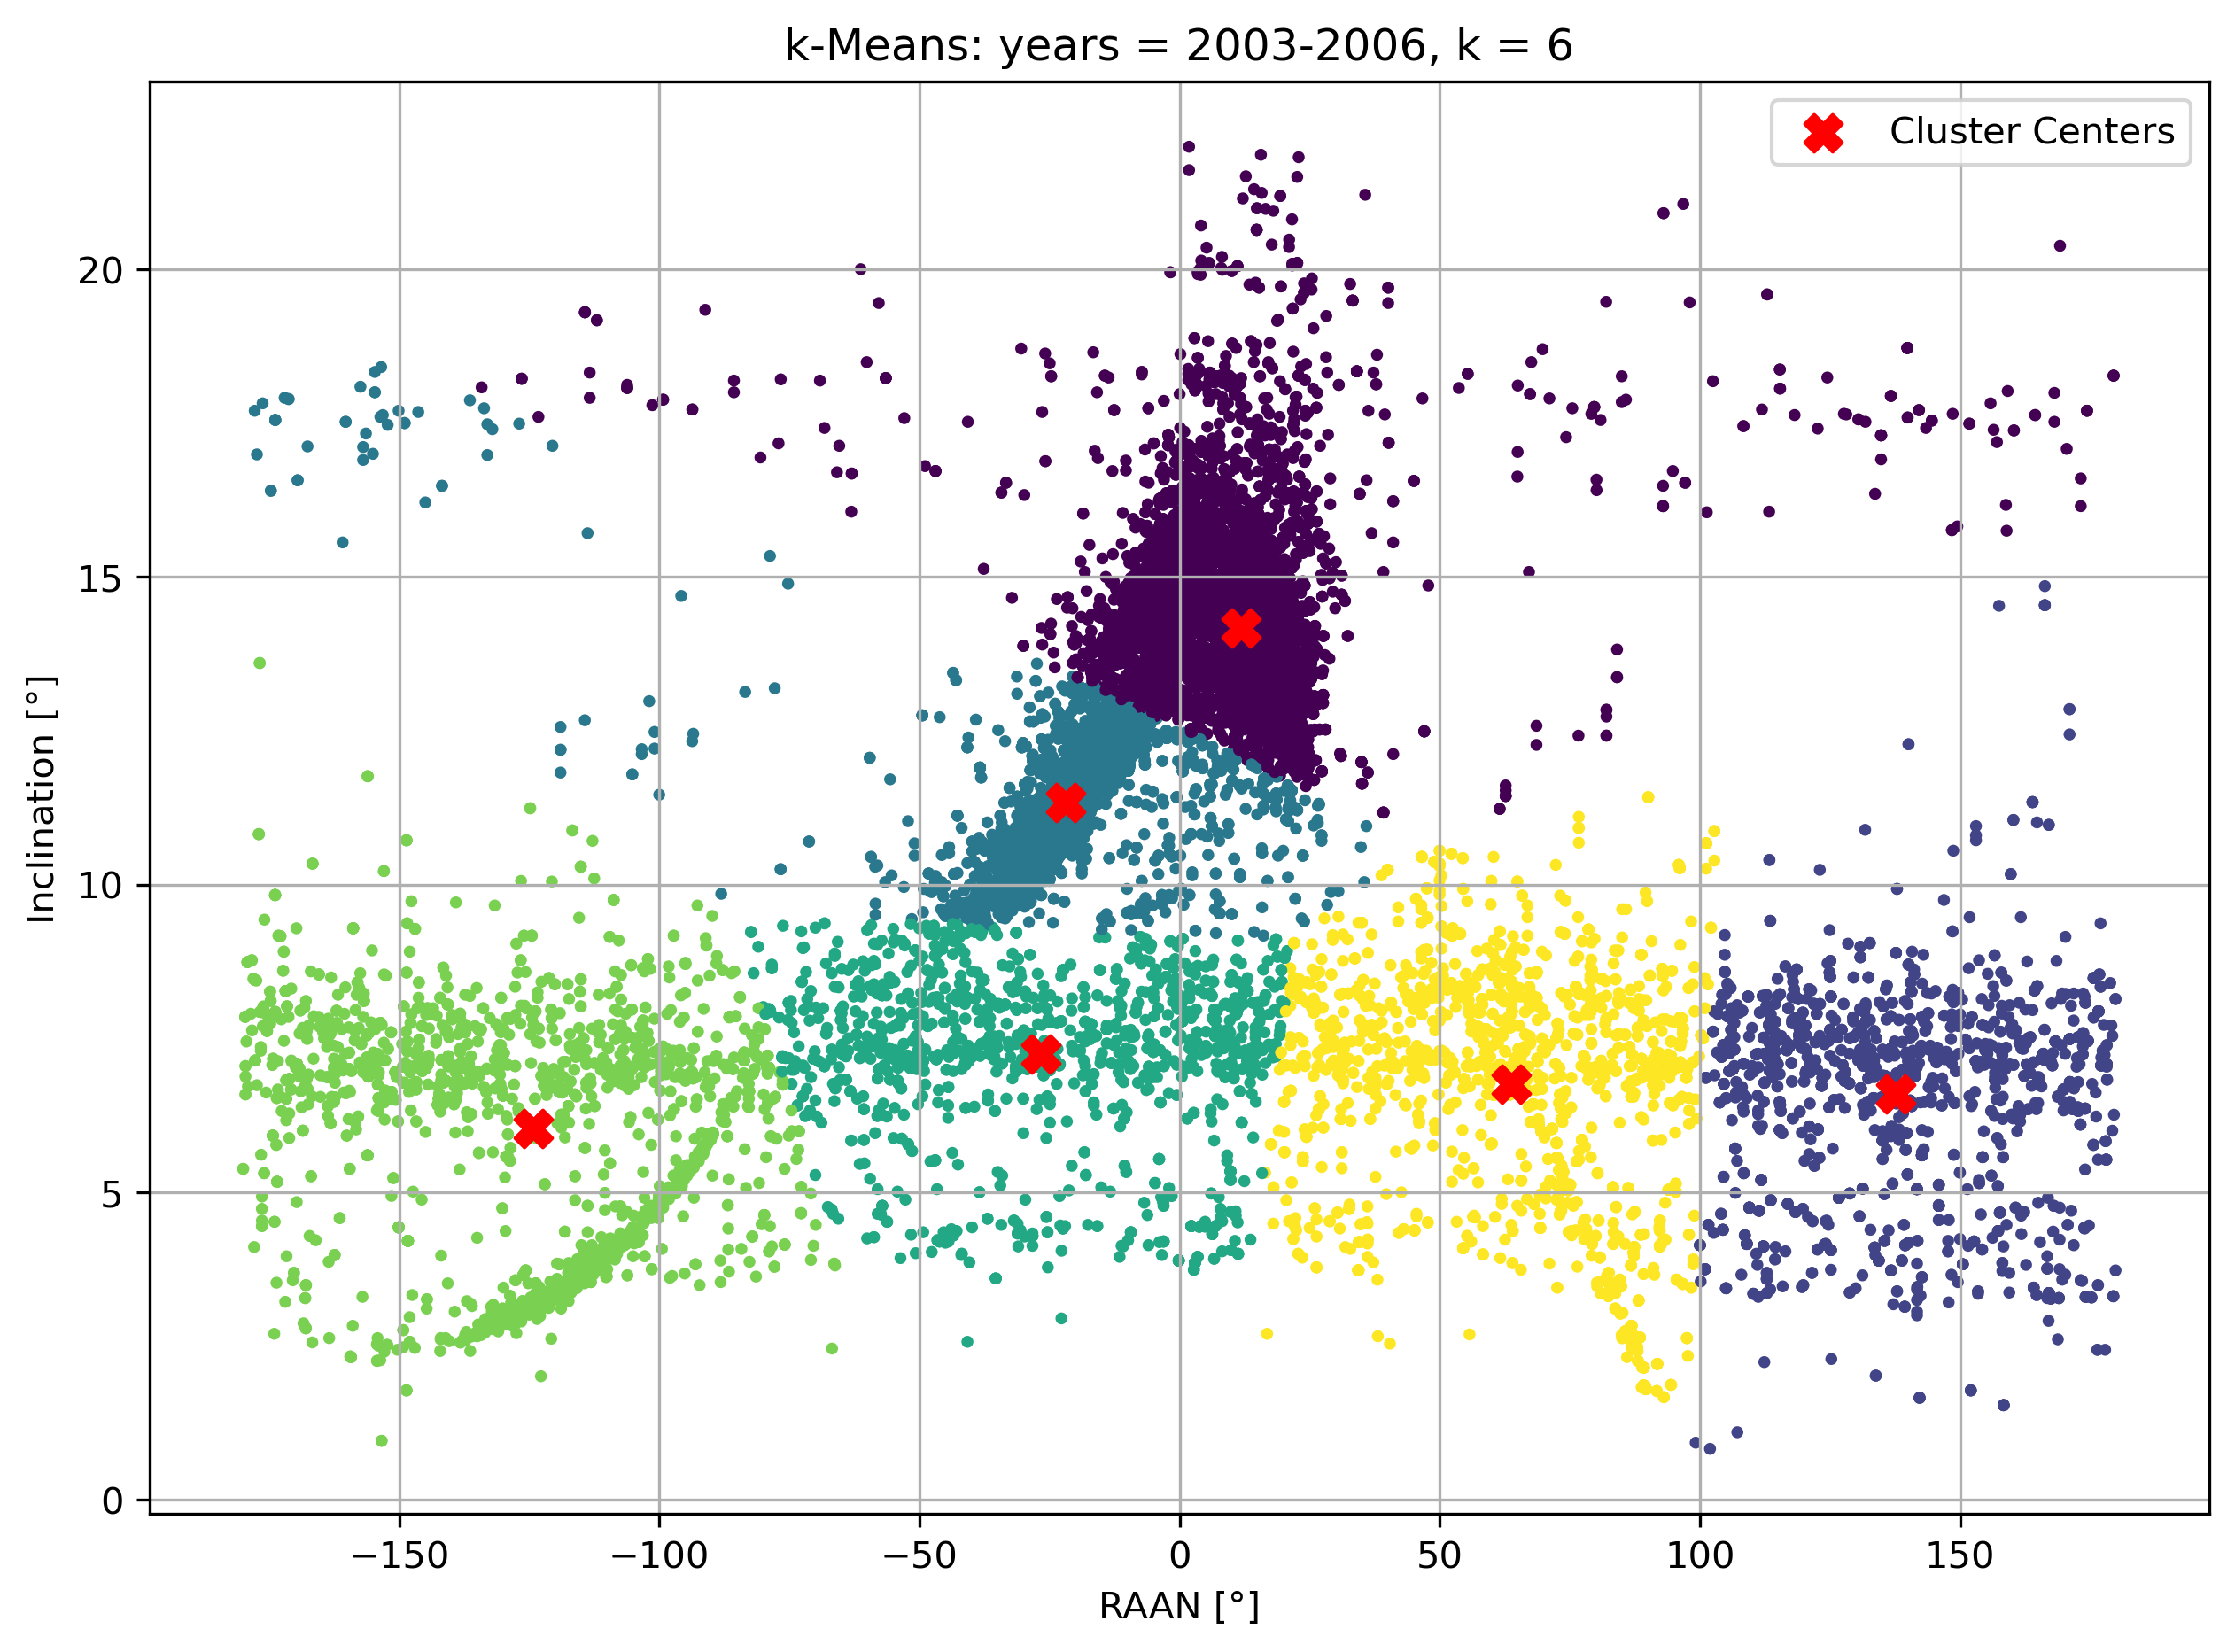 k-Means: years = 2003-2006, k = 6
Cluster Centers
20
15
10
5
0
Inclination [°]
−150 −100 −50 0 50 100 150
RAAN [°]